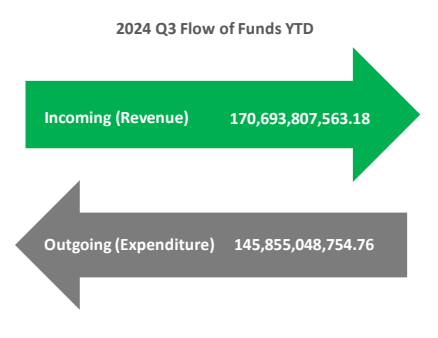 2024 Q3 Flow of Funds YTD
Incoming (Revenue) 170,693,807,563.18
Outgoing (Expenditure) 145,855,048,754.76